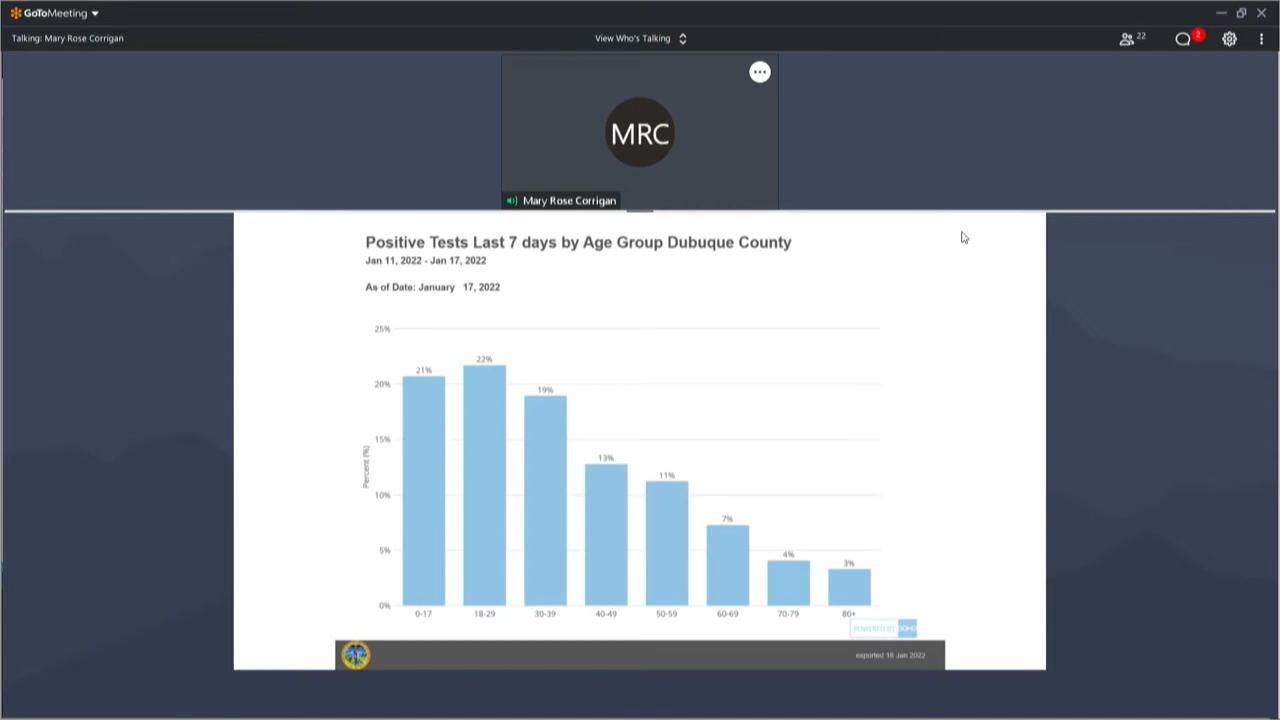 GoToMeeting
Talking: Mary Rose Corrigan
View Who's Talking
22
2
MRC
Mary Rose Corrigan
Positive Tests Last 7 days by Age Group Dubuque County
Jan 11, 2022 - Jan 17, 2022
As of Date: January 17, 2022
Percent (%)
25%
20%
15%
10%
5%
0%
21%
22%
19%
13%
11%
7%
4%
3%
0-17
18-29
30-39
40-49
50-59
60-69
70-79
80+
POWERED BY DOMO
exported 18 Jan 2022